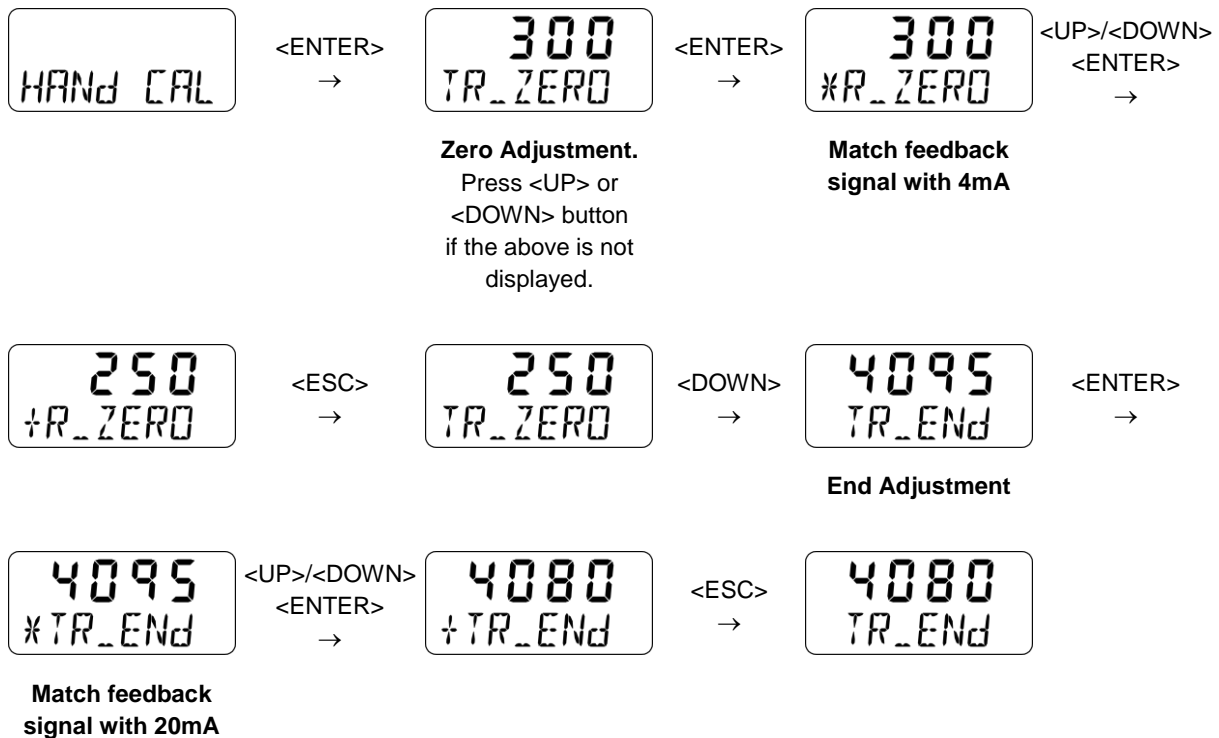 HANd CAL
<ENTER>
→
300
TR_ZERO
<ENTER>
→
300
*R_ZERO
<UP>/<DOWN>
<ENTER>
→
Zero Adjustment.
Press <UP> or
<DOWN> button
if the above is not
displayed.
Match feedback
signal with 4mA
250
+R_ZERO
<ESC>
→
250
TR_ZERO
<DOWN>
→
4095
TR_ENd
<ENTER>
→
End Adjustment
4095
*TR_ENd
<UP>/<DOWN>
<ENTER>
→
4080
+TR_ENd
<ESC>
→
4080
TR_ENd
Match feedback
signal with 20mA